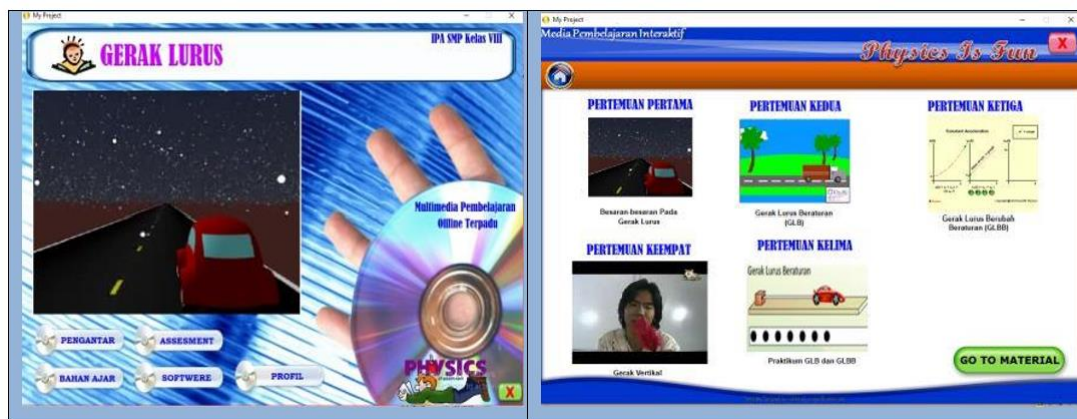 My Project
IPA SMP Kelas VIII
GERAK LURUS
Multimedia Pembelajaran
Offline Terpadu
PENGANTAR
ASSESMENT
BAHAN AJAR
SOFTWERE
PROFIL
PHYSICS
X
My Project
Media Pembelajaran Interaktif
Physics Is Fun
X
PERTEMUAN PERTAMA
PERTEMUAN KEDUA
PERTEMUAN KETIGA
Besaran-besaran Pada
Gerak Lurus
Gerak Lurus Beraturan
(GLB)
Gerak Lurus Berubah
Beraturan (GLBB)
PERTEMUAN KEEMPAT
PERTEMUAN KELIMA
Gerak Lurus Beraturan
Gerak Vertikal
Praktikum GLB dan GLBB
GO TO MATERIAL